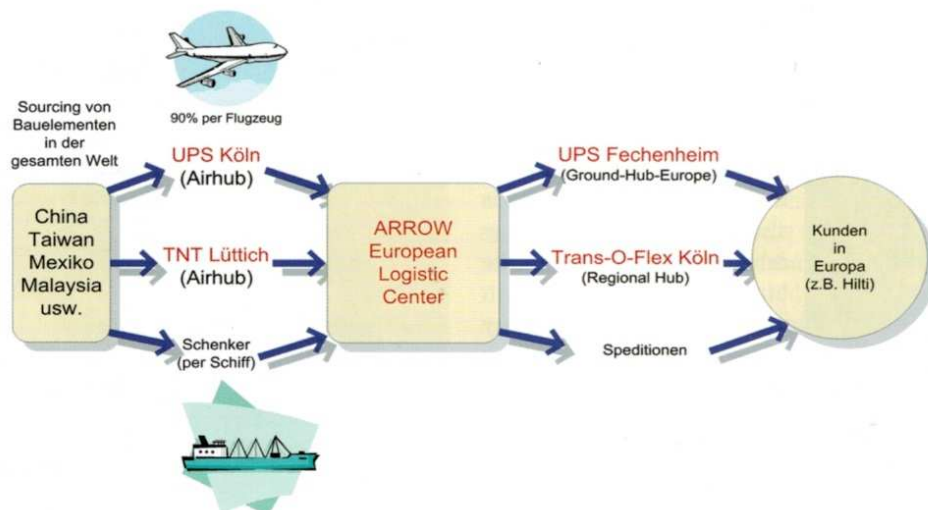 Sourcing von
Bauelementen
in der
gesamten Welt
90% per Flugzeug
China
Taiwan
Mexiko
Malaysia
usw.
UPS Köln
(Airhub)
TNT Lüttich
(Airhub)
Schenker
(per Schiff)
ARROW
European
Logistic
Center
UPS Fechenheim
(Ground-Hub-Europe)
Trans-O-Flex Köln
(Regional Hub)
Speditionen
Kunden
in
Europa
(z.B. Hilti)